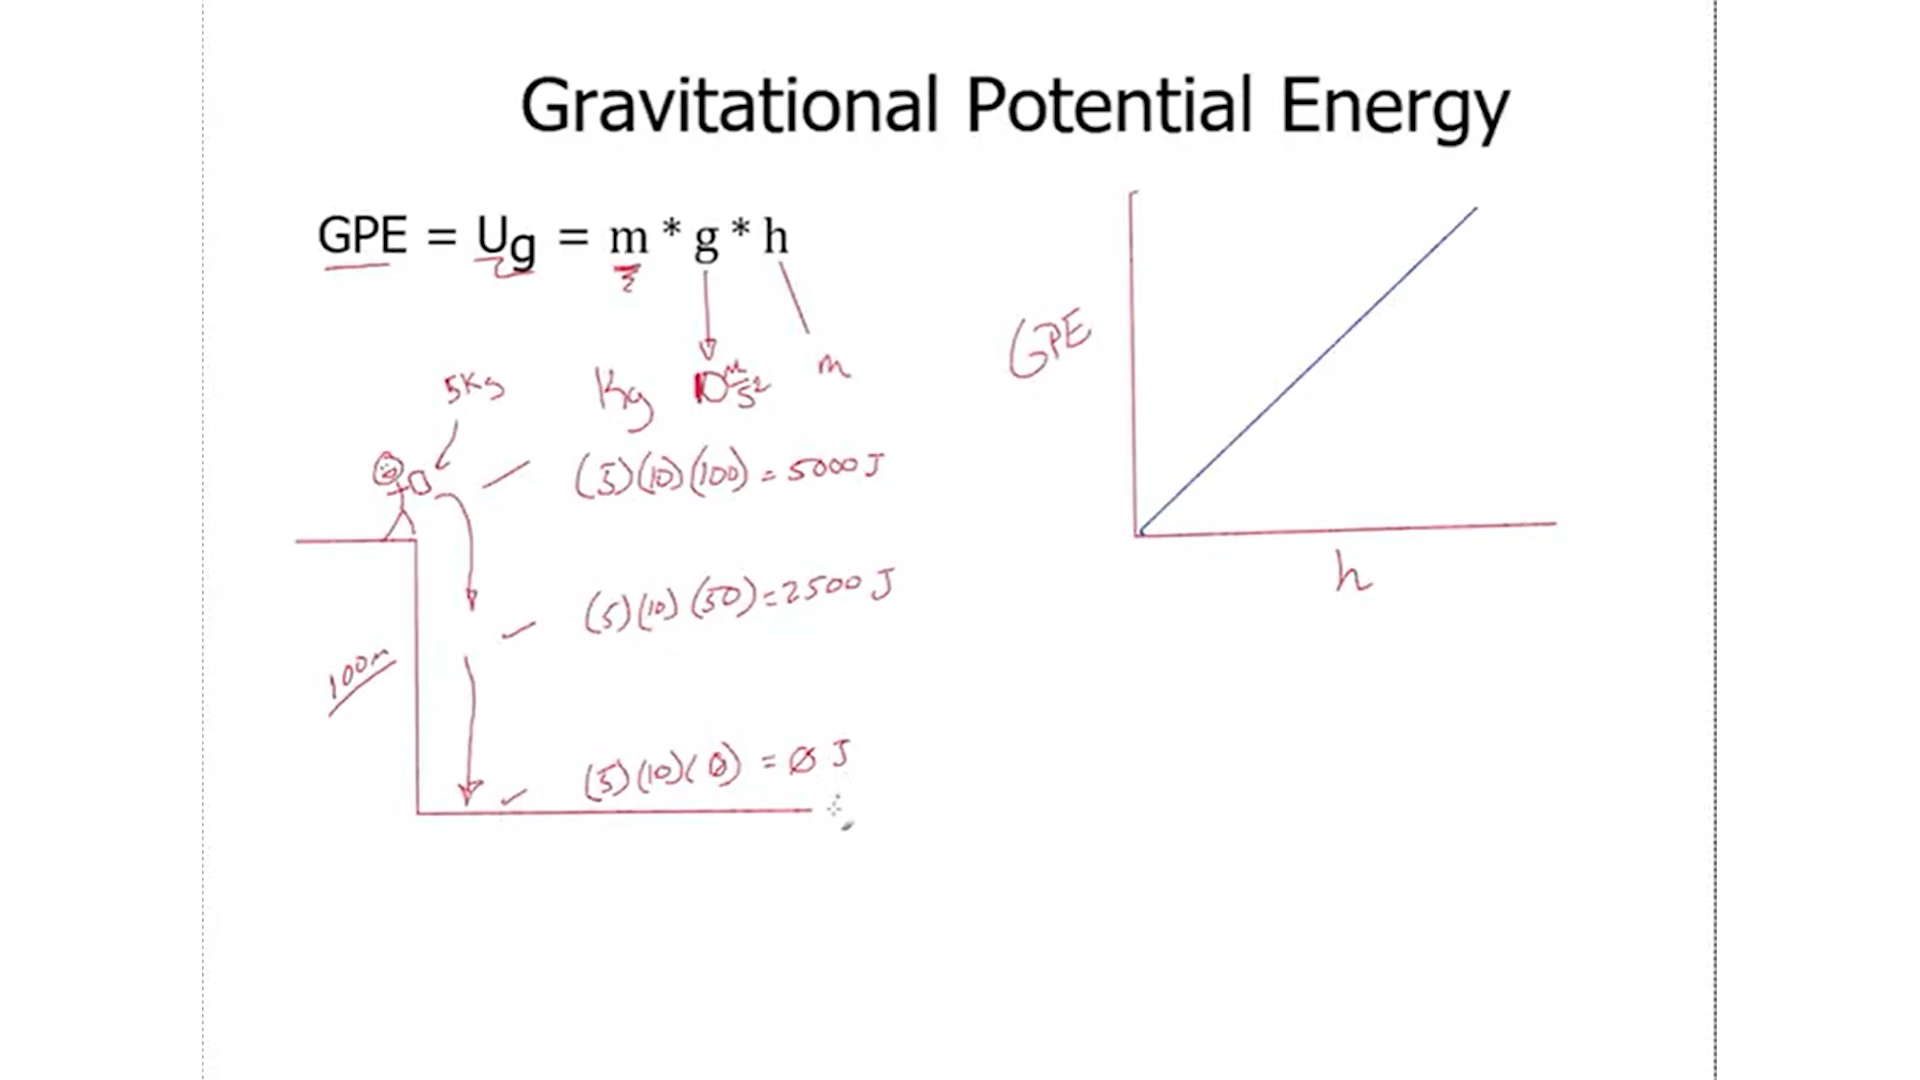 Gravitational Potential Energy
GPE = Ug = m * g * h
Kg 10 m/s² m
5Kg
(5)(10)(100) = 5000 J
(5)(10)(50) = 2500 J
100m
(5)(10)(0) = 0 J
GPE
h